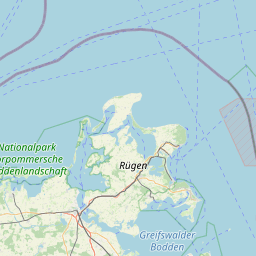 Nationalpark
orpommersche
ddenlandschaft
Rügen
Greifswalder
Bodden